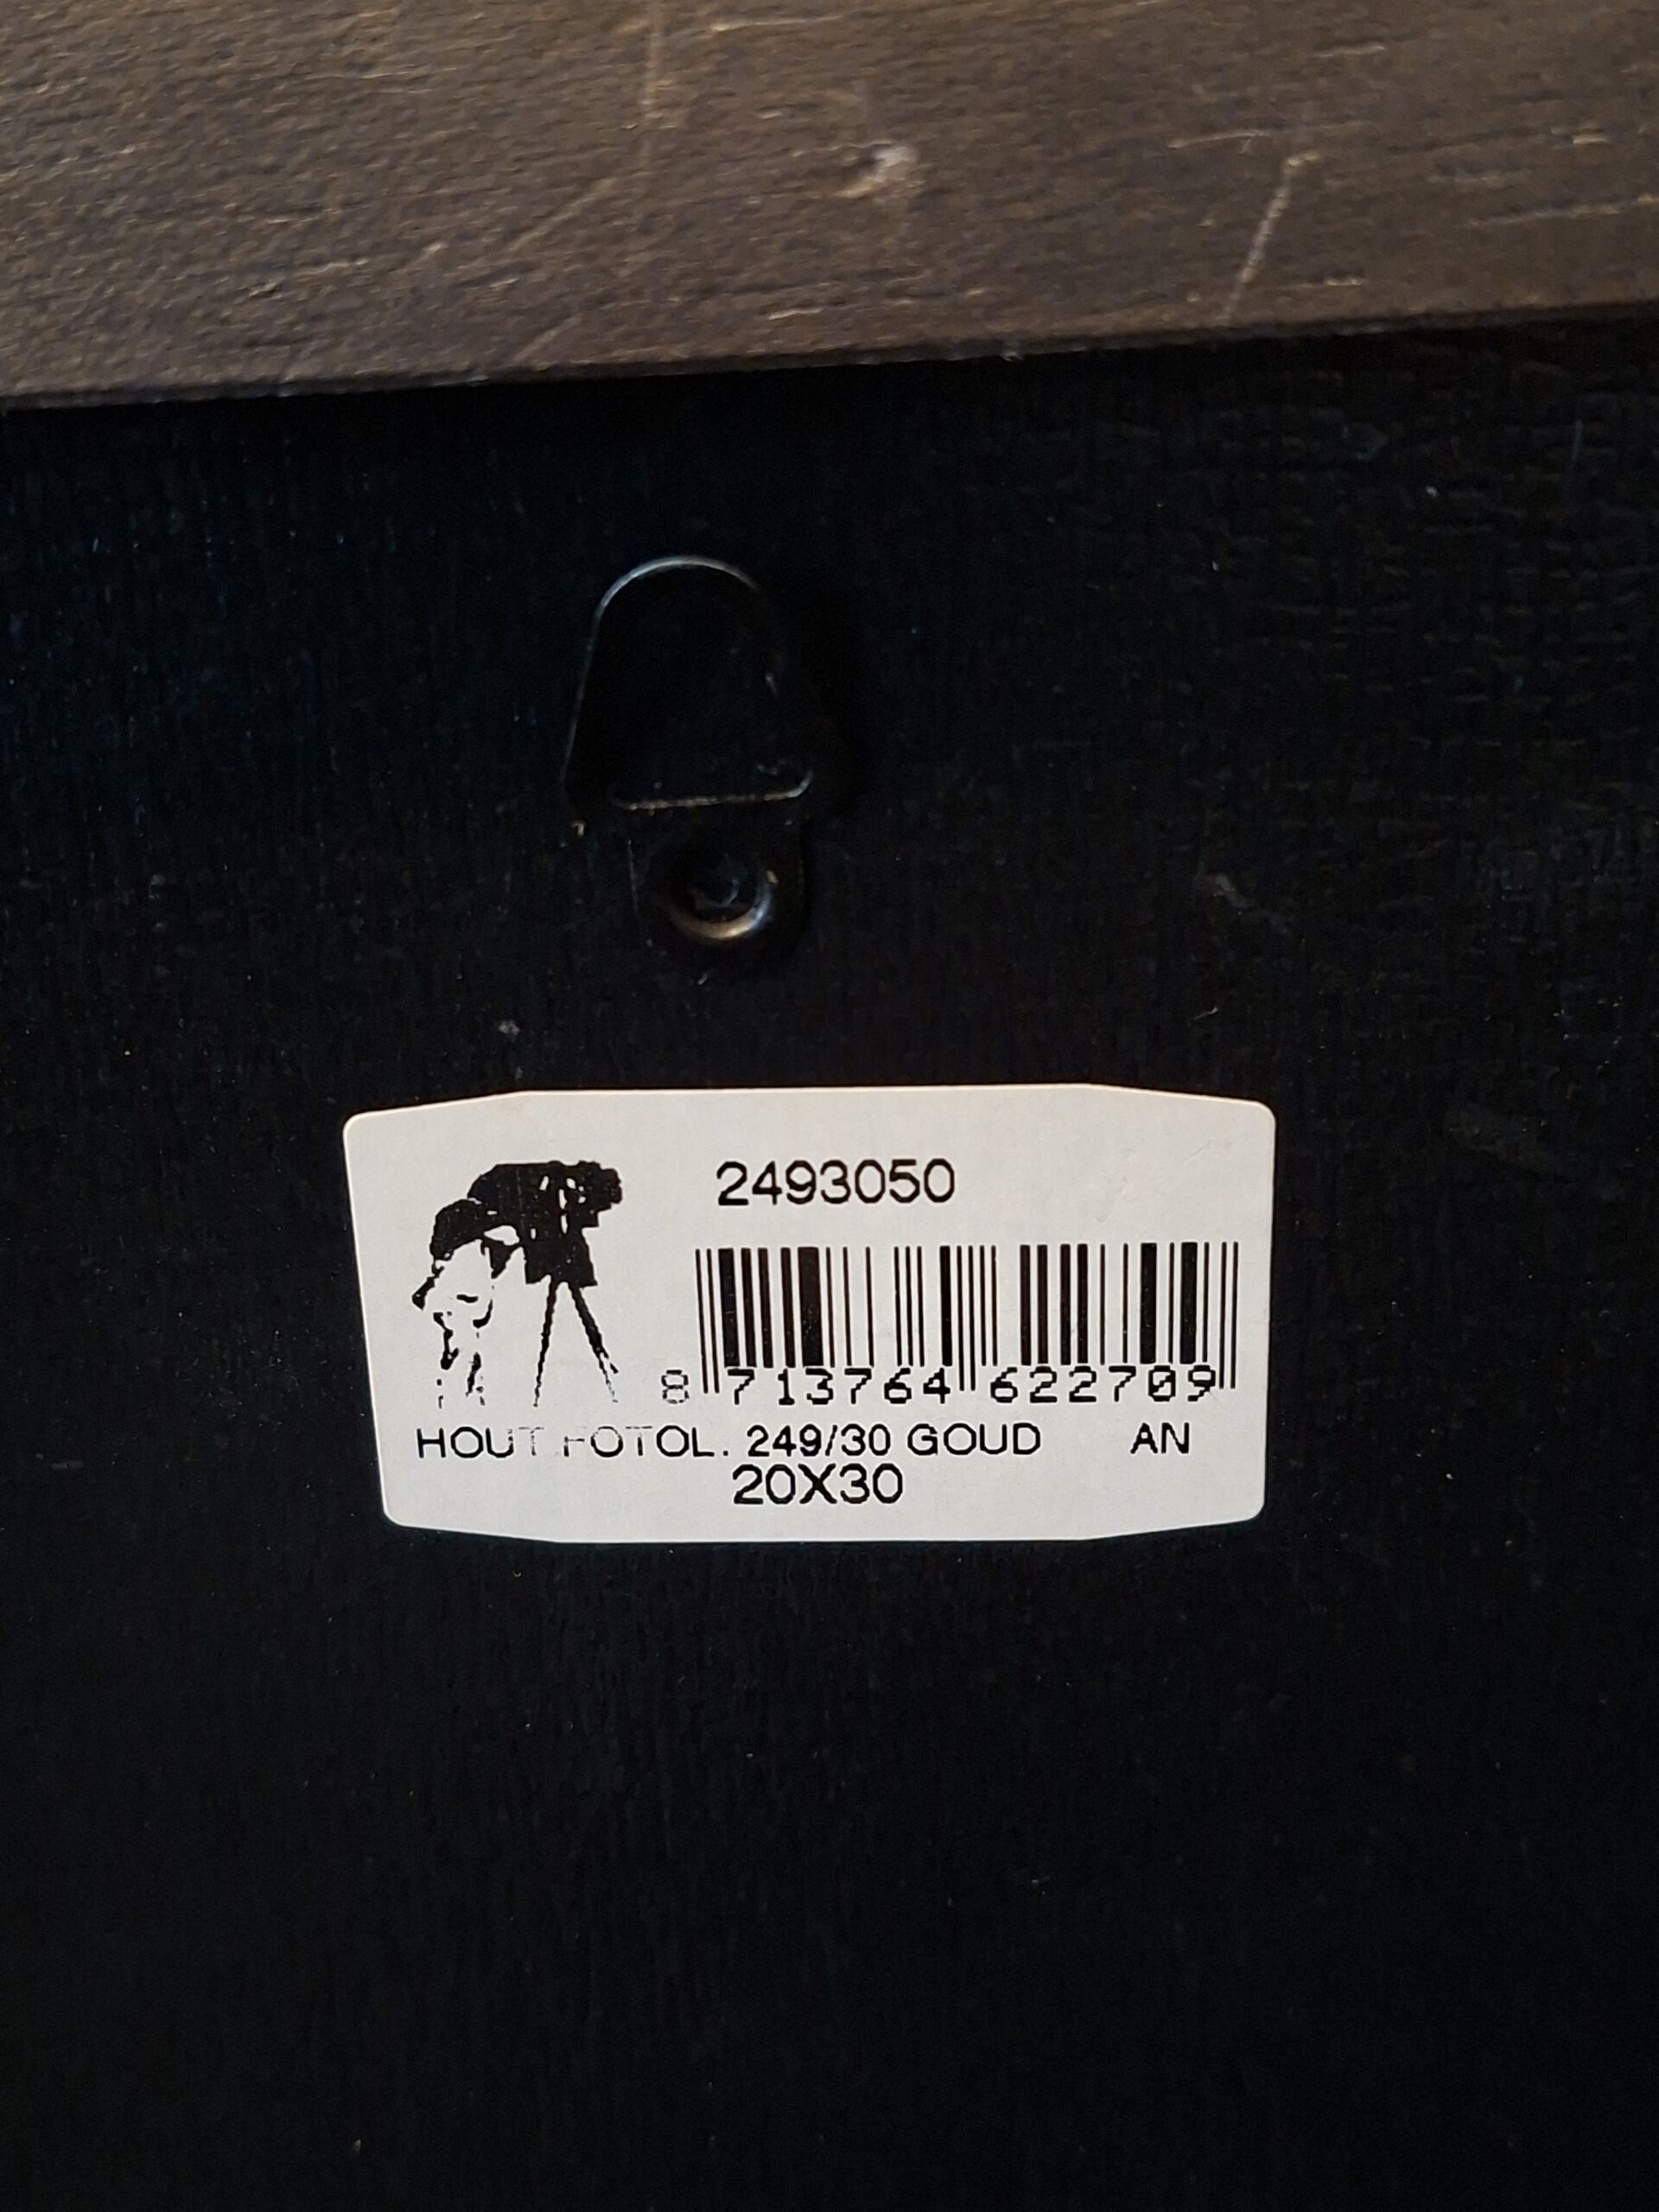 2493050
8 713764 622709
HOUT FOTOL. 249/30 GOUD AN
20X30